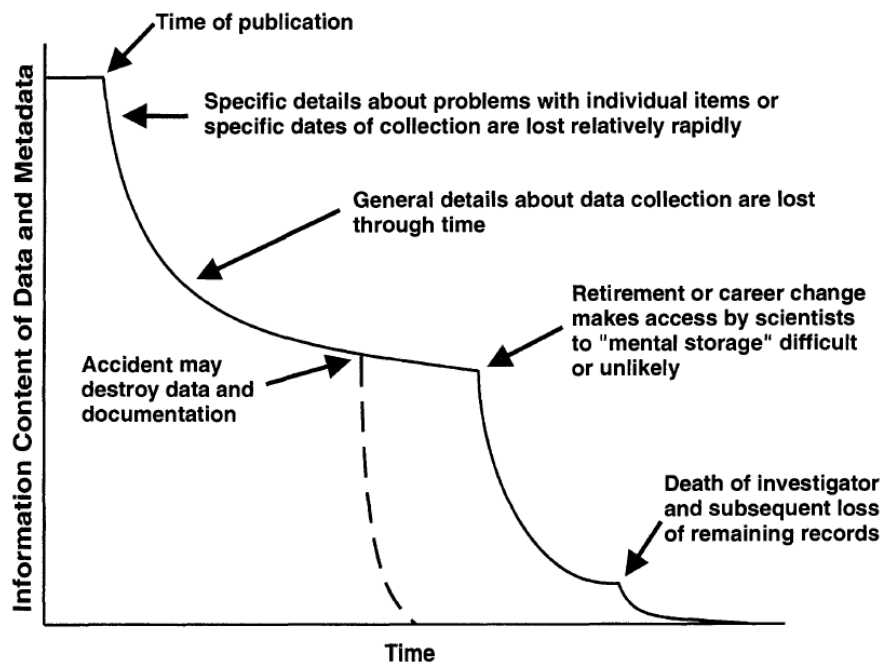 Time of publication
Specific details about problems with individual items or
specific dates of collection are lost relatively rapidly
General details about data collection are lost
through time
Retirement or career change
makes access by scientists
to "mental storage" difficult
or unlikely
Accident may
destroy data and
documentation
Death of investigator
and subsequent loss
of remaining records
Information Content of Data and Metadata
Time